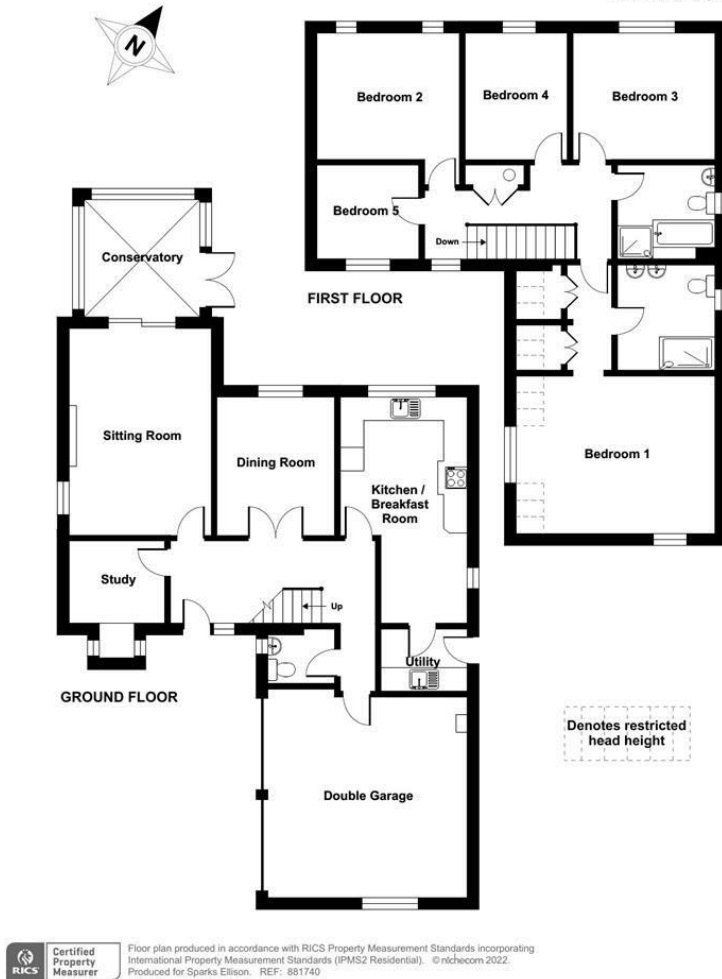 N
Bedroom 2
Bedroom 4
Bedroom 3
Bedroom 5
Down
Conservatory
FIRST FLOOR
Sitting Room
Dining Room
Kitchen /
Breakfast
Room
Bedroom 1
Study
Up
Utility
GROUND FLOOR
Denotes restricted
head height
Double Garage
RICS
Certified
Property
Measurer
Floor plan produced in accordance with RICS Property Measurement Standards incorporating
International Property Measurement Standards (IPMS2 Residential). © nichecom 2022.
Produced for Sparks Ellison. REF: 881740